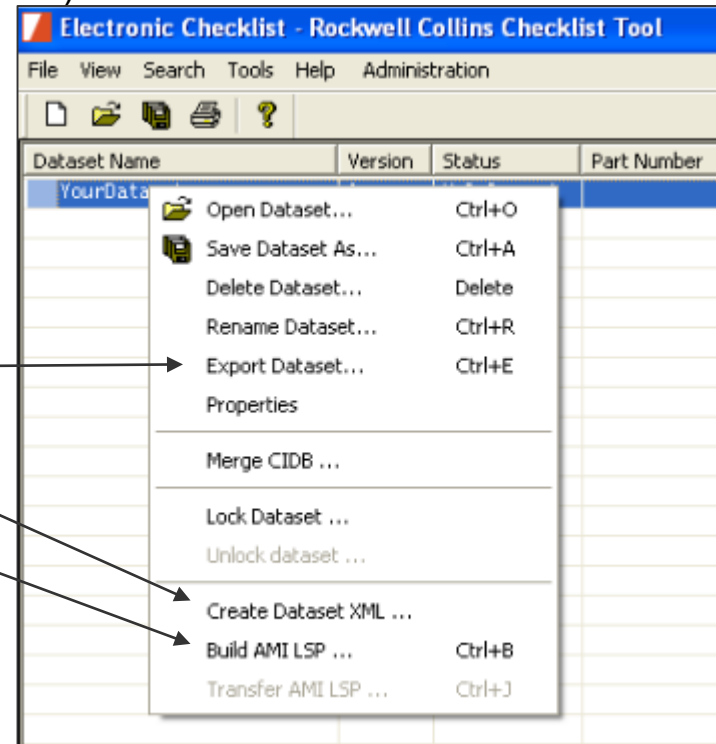 Electronic Checklist - Rockwell Collins Checklist Tool
File View Search Tools Help Administration
Dataset Name Version Status Part Number
YourData
Open Dataset... Ctrl+O
Save Dataset As... Ctrl+A
Delete Dataset... Delete
Rename Dataset... Ctrl+R
Export Dataset... Ctrl+E
Properties
Merge CIDB ...
Lock Dataset ...
Unlock dataset ...
Create Dataset XML ...
Build AMI LSP ... Ctrl+B
Transfer AMI LSP ... Ctrl+J